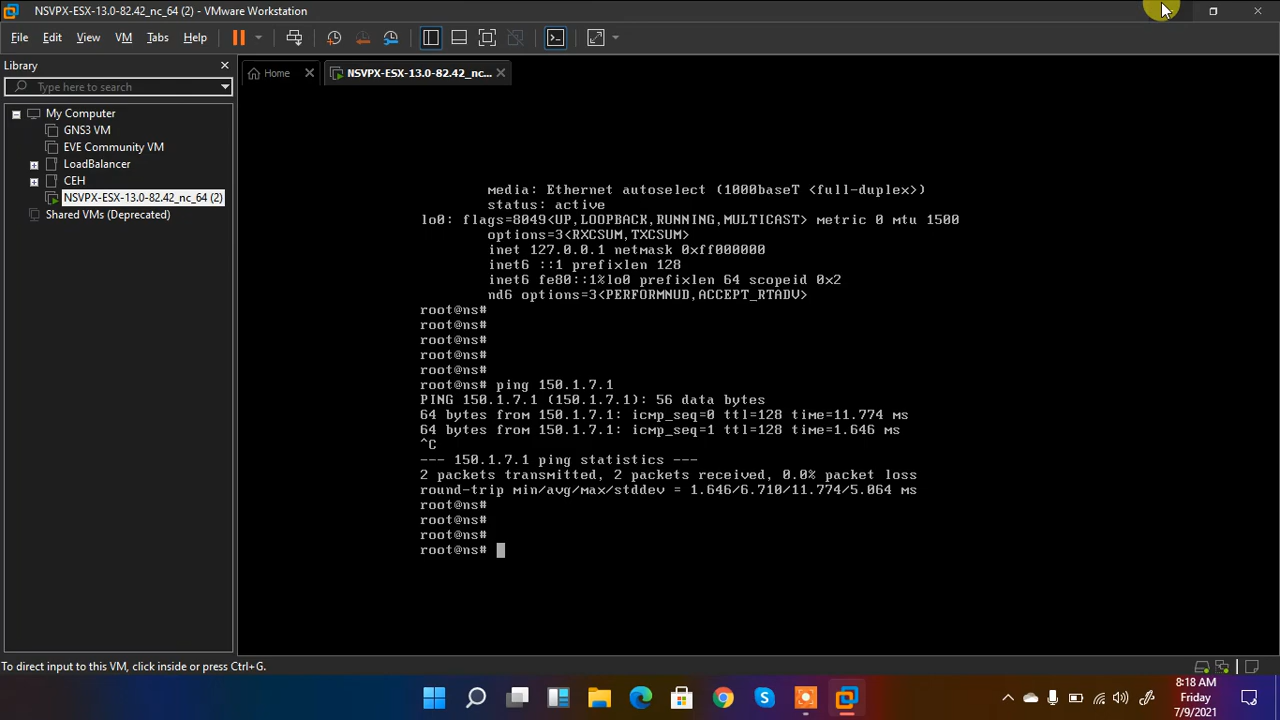 NSVPX-ESX-13.0-82.42_nc_64 (2) - VMware Workstation
File Edit View VM Tabs Help
Library
Type here to search
My Computer
GNS3 VM
EVE Community VM
LoadBalancer
CEH
NSVPX-ESX-13.0-82.42_nc_64 (2)
Shared VMs (Deprecated)
Home
NSVPX-ESX-13.0-82.42_nc...
media: Ethernet autoselect (1000baseT <full-duplex>)
status: active
lo0: flags=8049<UP,LOOPBACK,RUNNING,MULTICAST> metric 0 mtu 1500
options=3<RXCSUM,TXCSUM>
inet 127.0.0.1 netmask 0xff000000
inet6 ::1 prefixlen 128
inet6 fe80::1%lo0 prefixlen 64 scopeid 0x2
nd6 options=3<PERFORMNUD,ACCEPT_RTADV>
root@ns#
root@ns#
root@ns#
root@ns#
root@ns#
root@ns# ping 150.1.7.1
PING 150.1.7.1 (150.1.7.1): 56 data bytes
64 bytes from 150.1.7.1: icmp_seq=0 ttl=128 time=11.774 ms
64 bytes from 150.1.7.1: icmp_seq=1 ttl=128 time=1.646 ms
^C
--- 150.1.7.1 ping statistics ---
2 packets transmitted, 2 packets received, 0.0% packet loss
round-trip min/avg/max/stddev = 1.646/6.710/11.774/5.064 ms
root@ns#
root@ns#
root@ns#
root@ns#
To direct input to this VM, click inside or press Ctrl+G.
8:18 AM
Friday
7/9/2021